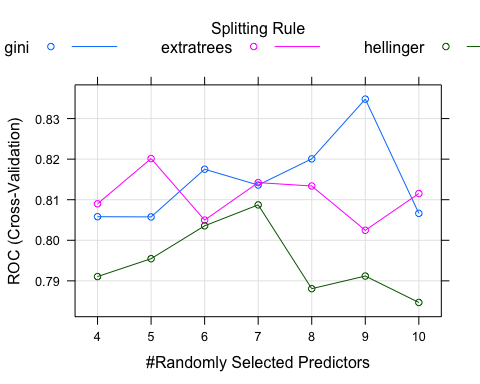 Splitting Rule
gini extratrees hellinger
0.83
0.82
0.81
0.80
0.79
ROC (Cross-Validation)
4 5 6 7 8 9 10
#Randomly Selected Predictors